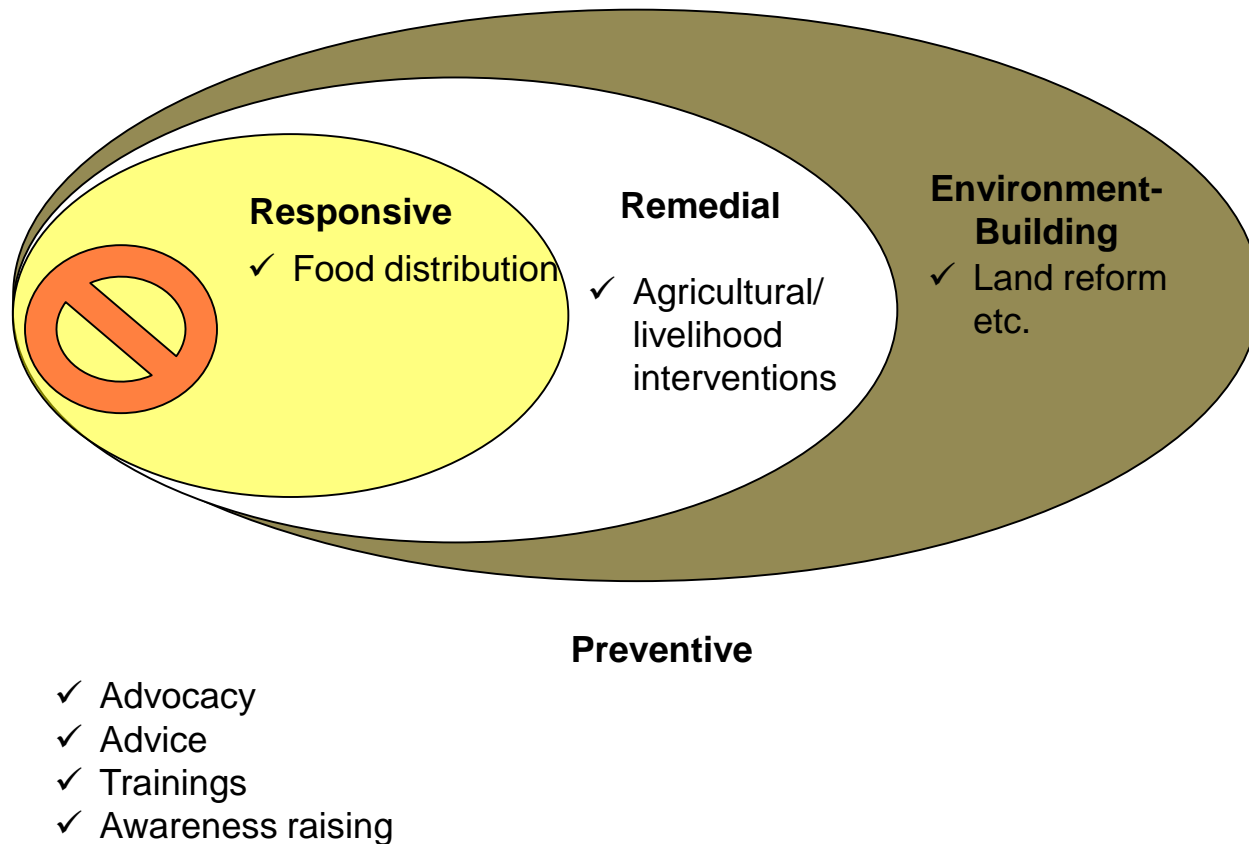 Responsive
✓ Food distribution
Remedial
✓ Agricultural/
livelihood
interventions
Environment-
Building
✓ Land reform
etc.
Preventive
✓ Advocacy
✓ Advice
✓ Trainings
✓ Awareness raising